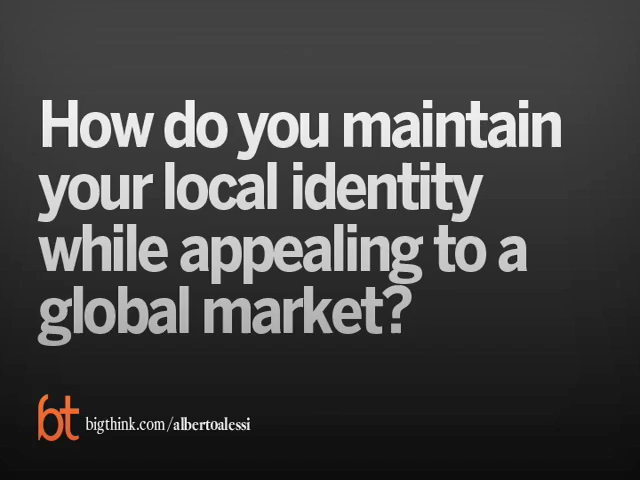 How do you maintain
your local identity
while appealing to a
global market?
bt bigthink.com/albertoalessi